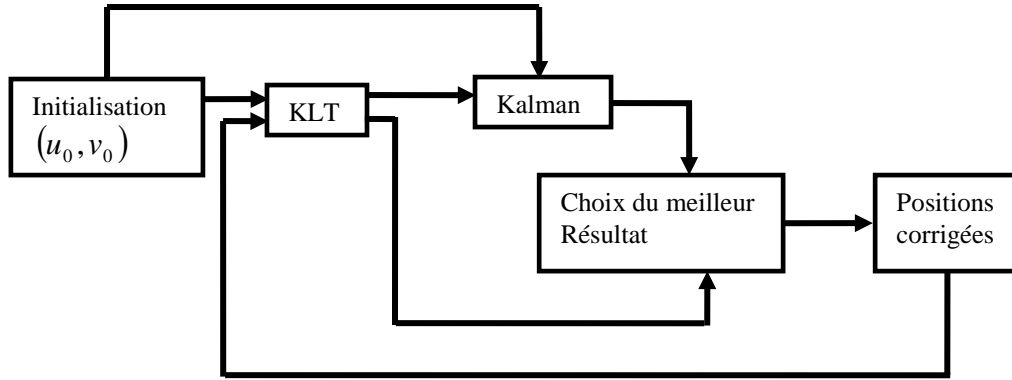 Initialisation
(u₀, v₀)
KLT
Kalman
Choix du meilleur
Résultat
Positions
corrigées